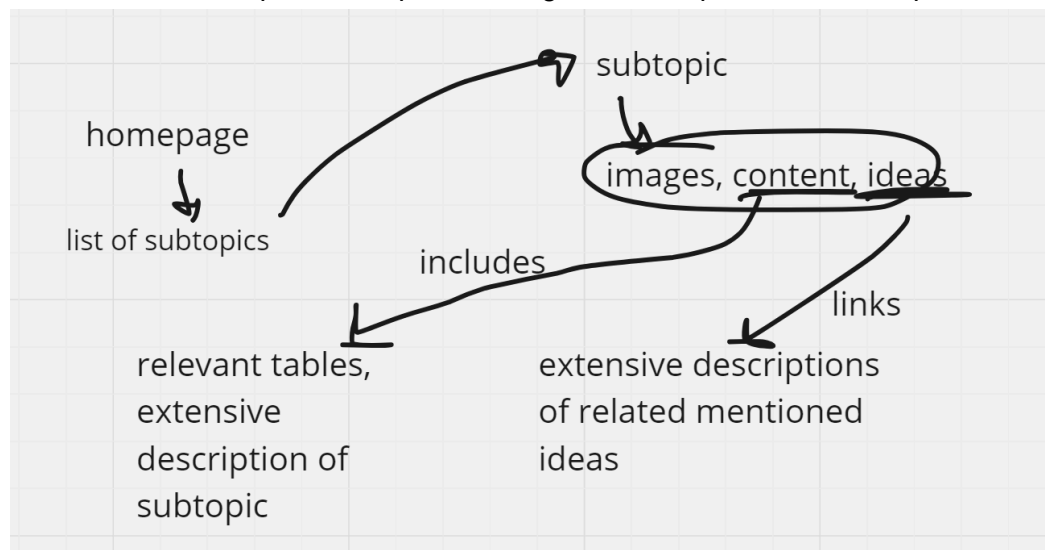 homepage
list of subtopics
subtopic
images, content, ideas
includes
links
relevant tables,
extensive
description of
subtopic
extensive descriptions
of related mentioned
ideas